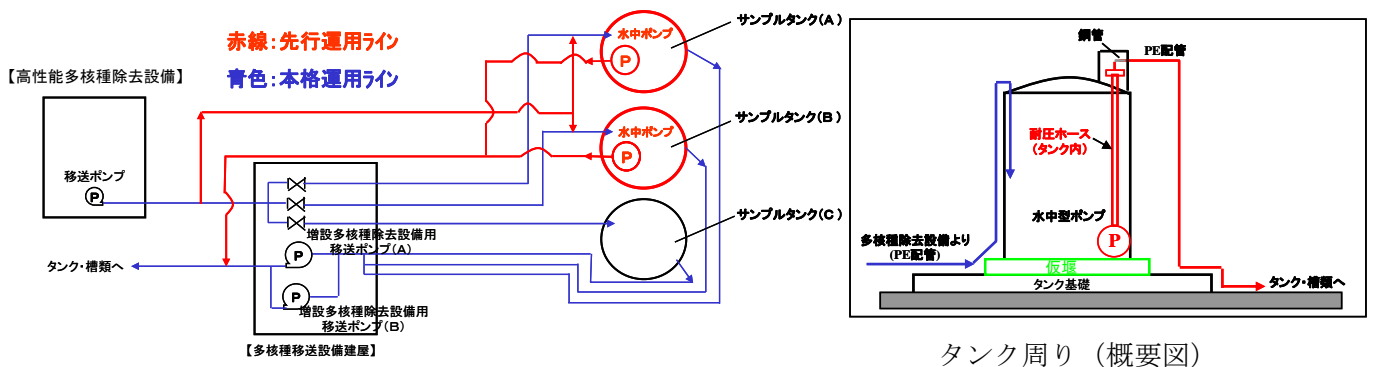 赤線：先行運用ライン
青色：本格運用ライン
【高性能多核種除去設備】
移送ポンプ
P
水中ポンプ
P
サンプルタンク(A)
水中ポンプ
P
サンプルタンク(B)
サンプルタンク(C)
増設多核種除去設備用
移送ポンプ(A)
P
タンク・槽類へ
P
増設多核種除去設備用
移送ポンプ(B)
【多核種移送設備建屋】
鋼管
PE配管
耐圧ホース
(タンク内)
水中型ポンプ
P
多核種除去設備より
(PE配管)
仮堰
タンク基礎
タンク・槽類へ
タンク周り（概要図）